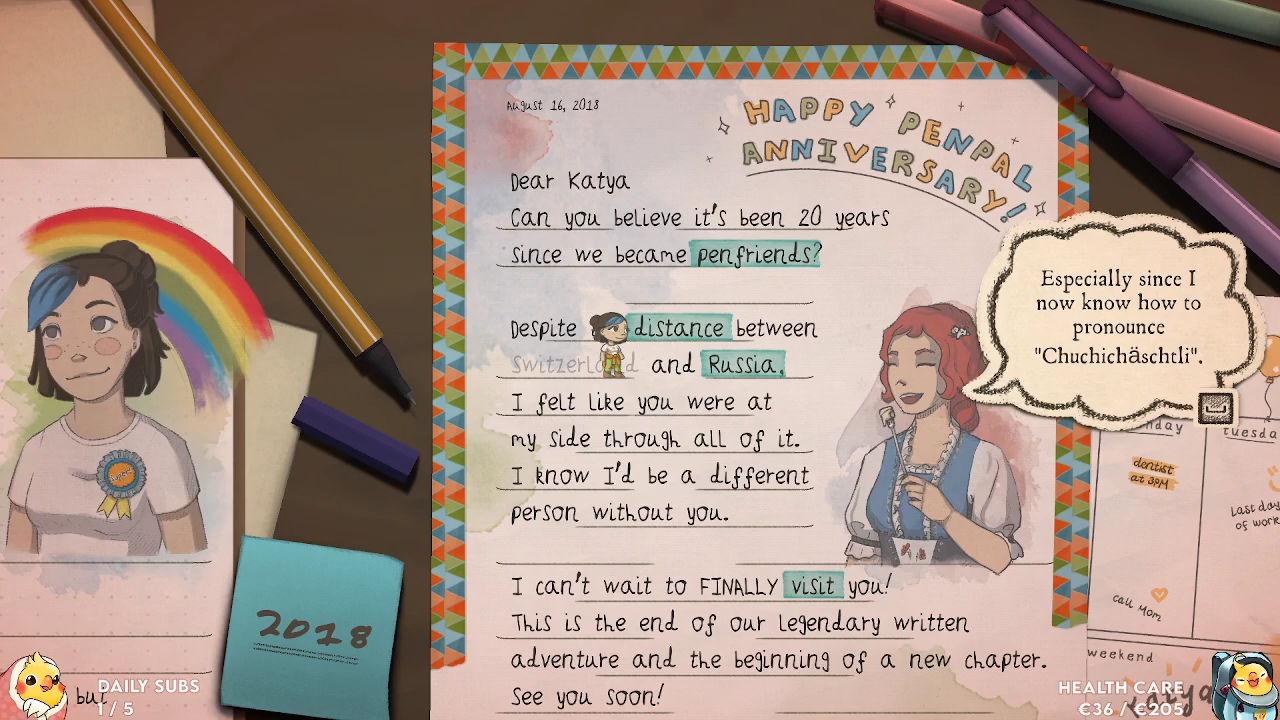 August 16, 2018
HAPPY PENPAL
ANNIVERSARY!
Dear Katya
Can you believe it's been 20 years
Since we became penfriends?
Despite distance between
and Russia,
I felt like you were at
my side through all of it.
I know I'd be a different
person without you.
I can't wait to FINALLY visit you!
This is the end of our legendary written
adventure and the beginning of a new chapter.
See you soon!
Especially since I
now know how to
pronounce
"Chuchichäschtli".
2018
dentist
at 3PM
Last day
of work
call Mom
weekend
but
DAILY SUBS
1 / 5
HEALTH CARE
€36 / €205